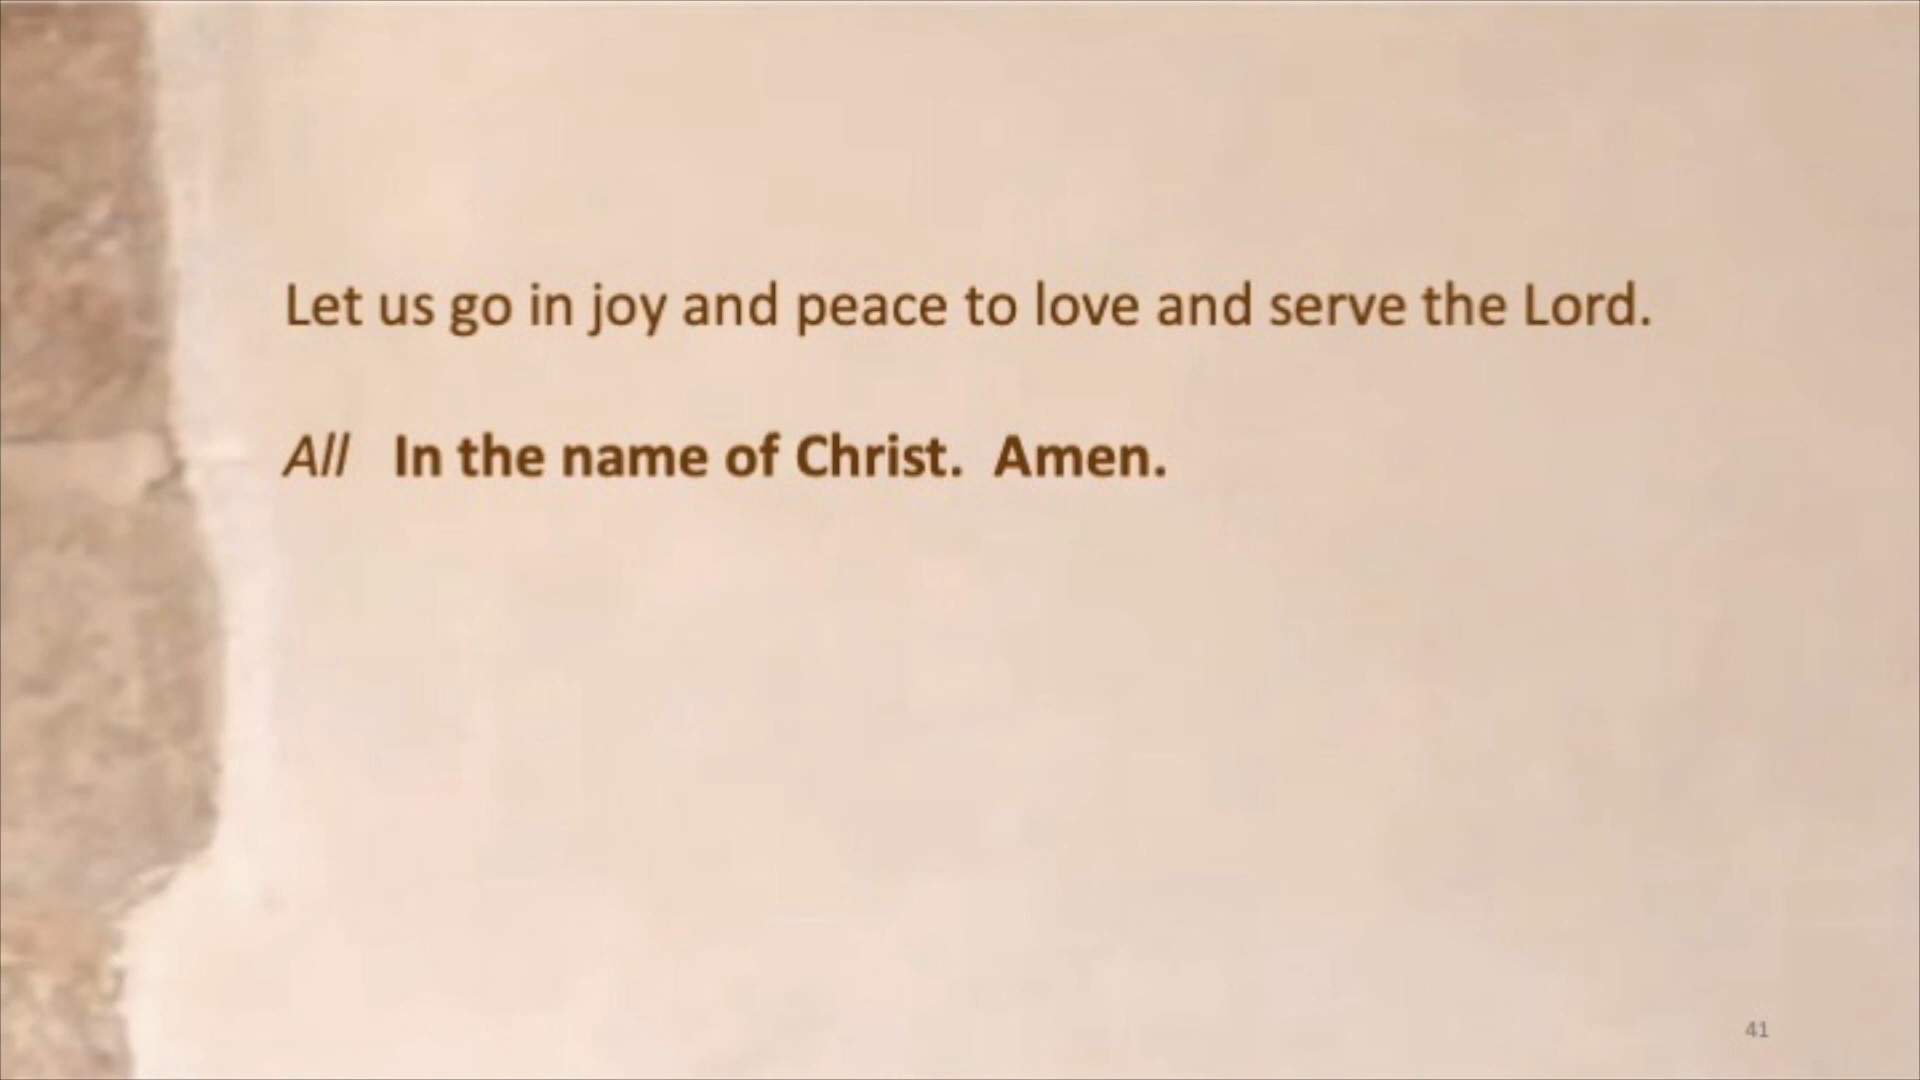 Let us go in joy and peace to love and serve the Lord.
All In the name of Christ. Amen.
41